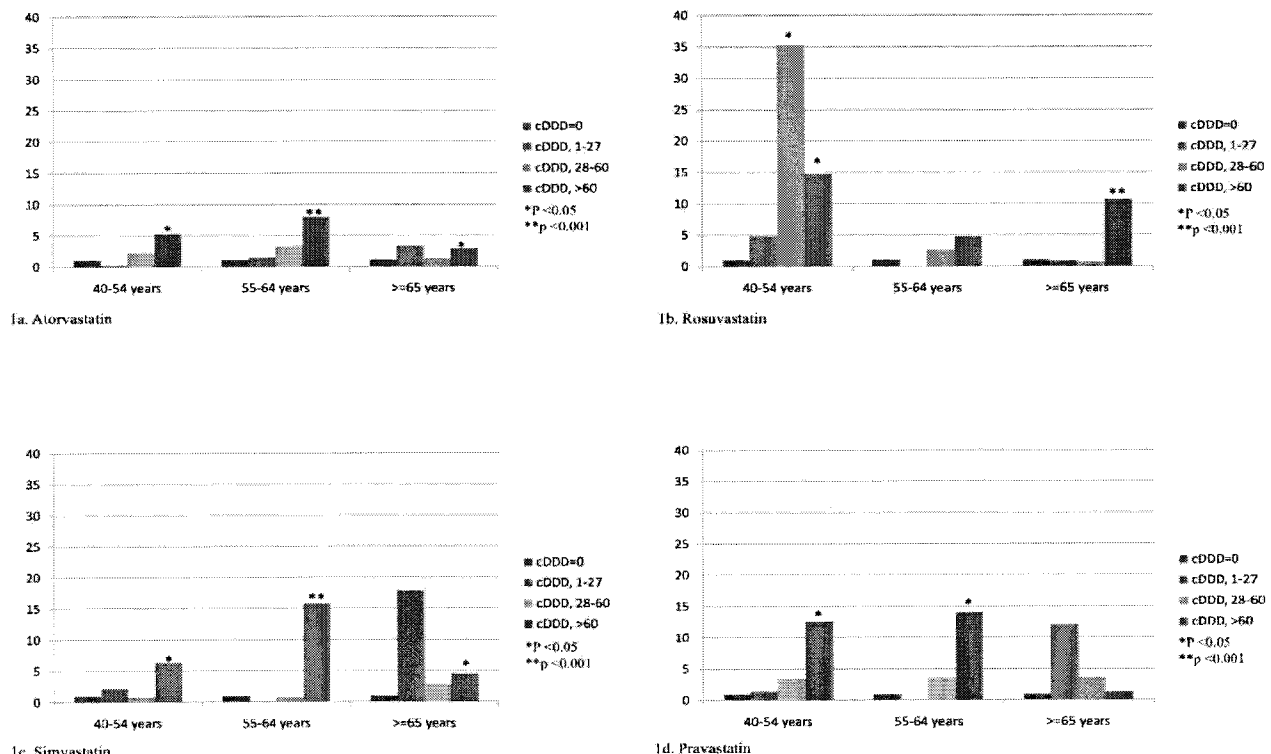 40
35
30
25
20
15
10
5
0
40-54 years 55-64 years >=65 years
cDDD=0
cDDD, 1-27
cDDD, 28-60
cDDD, >60
*P <0.05
**p <0.001
* ** *
1a. Atorvastatin
40
35
30
25
20
15
10
5
0
40-54 years 55-64 years >=65 years
cDDD=0
cDDD, 1-27
cDDD, 28-60
cDDD, >60
*P <0.05
**p <0.001
* * **
1b. Rosuvastatin
40
35
30
25
20
15
10
5
0
40-54 years 55-64 years >=65 years
cDDD=0
cDDD, 1-27
cDDD, 28-60
cDDD, >60
*P <0.05
**p <0.001
* ** *
1c. Simvastatin
40
35
30
25
20
15
10
5
0
40-54 years 55-64 years >=65 years
cDDD=0
cDDD, 1-27
cDDD, 28-60
cDDD, >60
*P <0.05
**p <0.001
* *
1d. Pravastatin